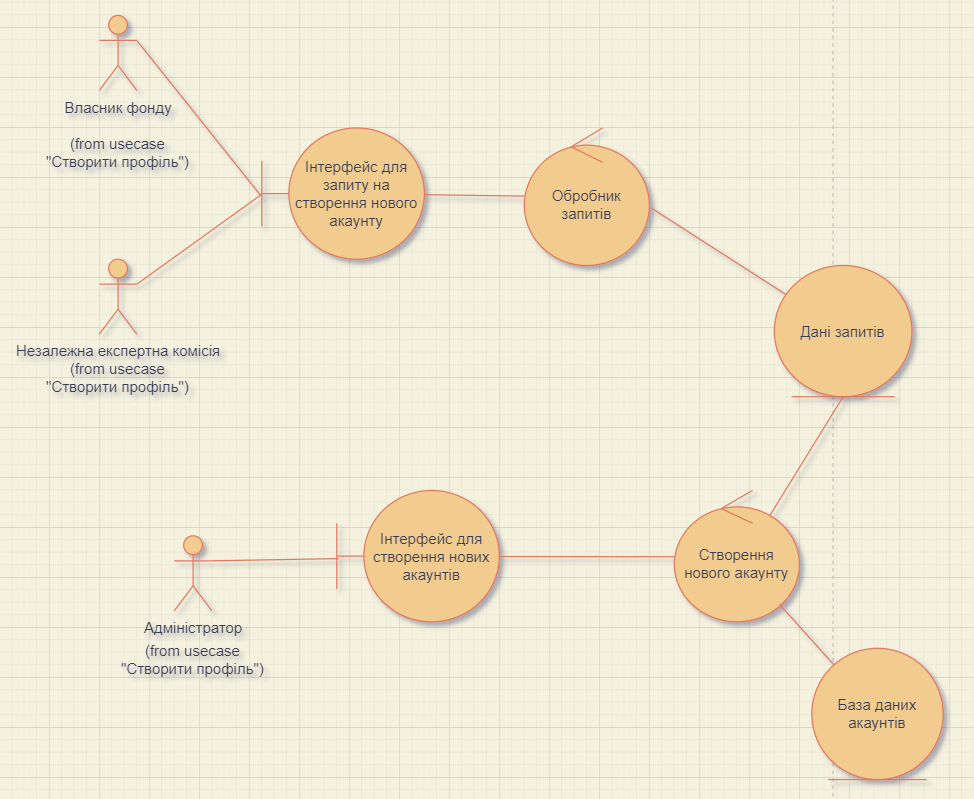 Власник фонду
(from usecase
"Створити профіль")
Інтерфейс для
запиту на
створення нового
акаунту
Обробник
запитів
Незалежна експертна комісія
(from usecase
"Створити профіль")
Дані запитів
Адміністратор
(from usecase
"Створити профіль")
Інтерфейс для
створення нових
акаунтів
Створення
нового акаунту
База даних
акаунтів